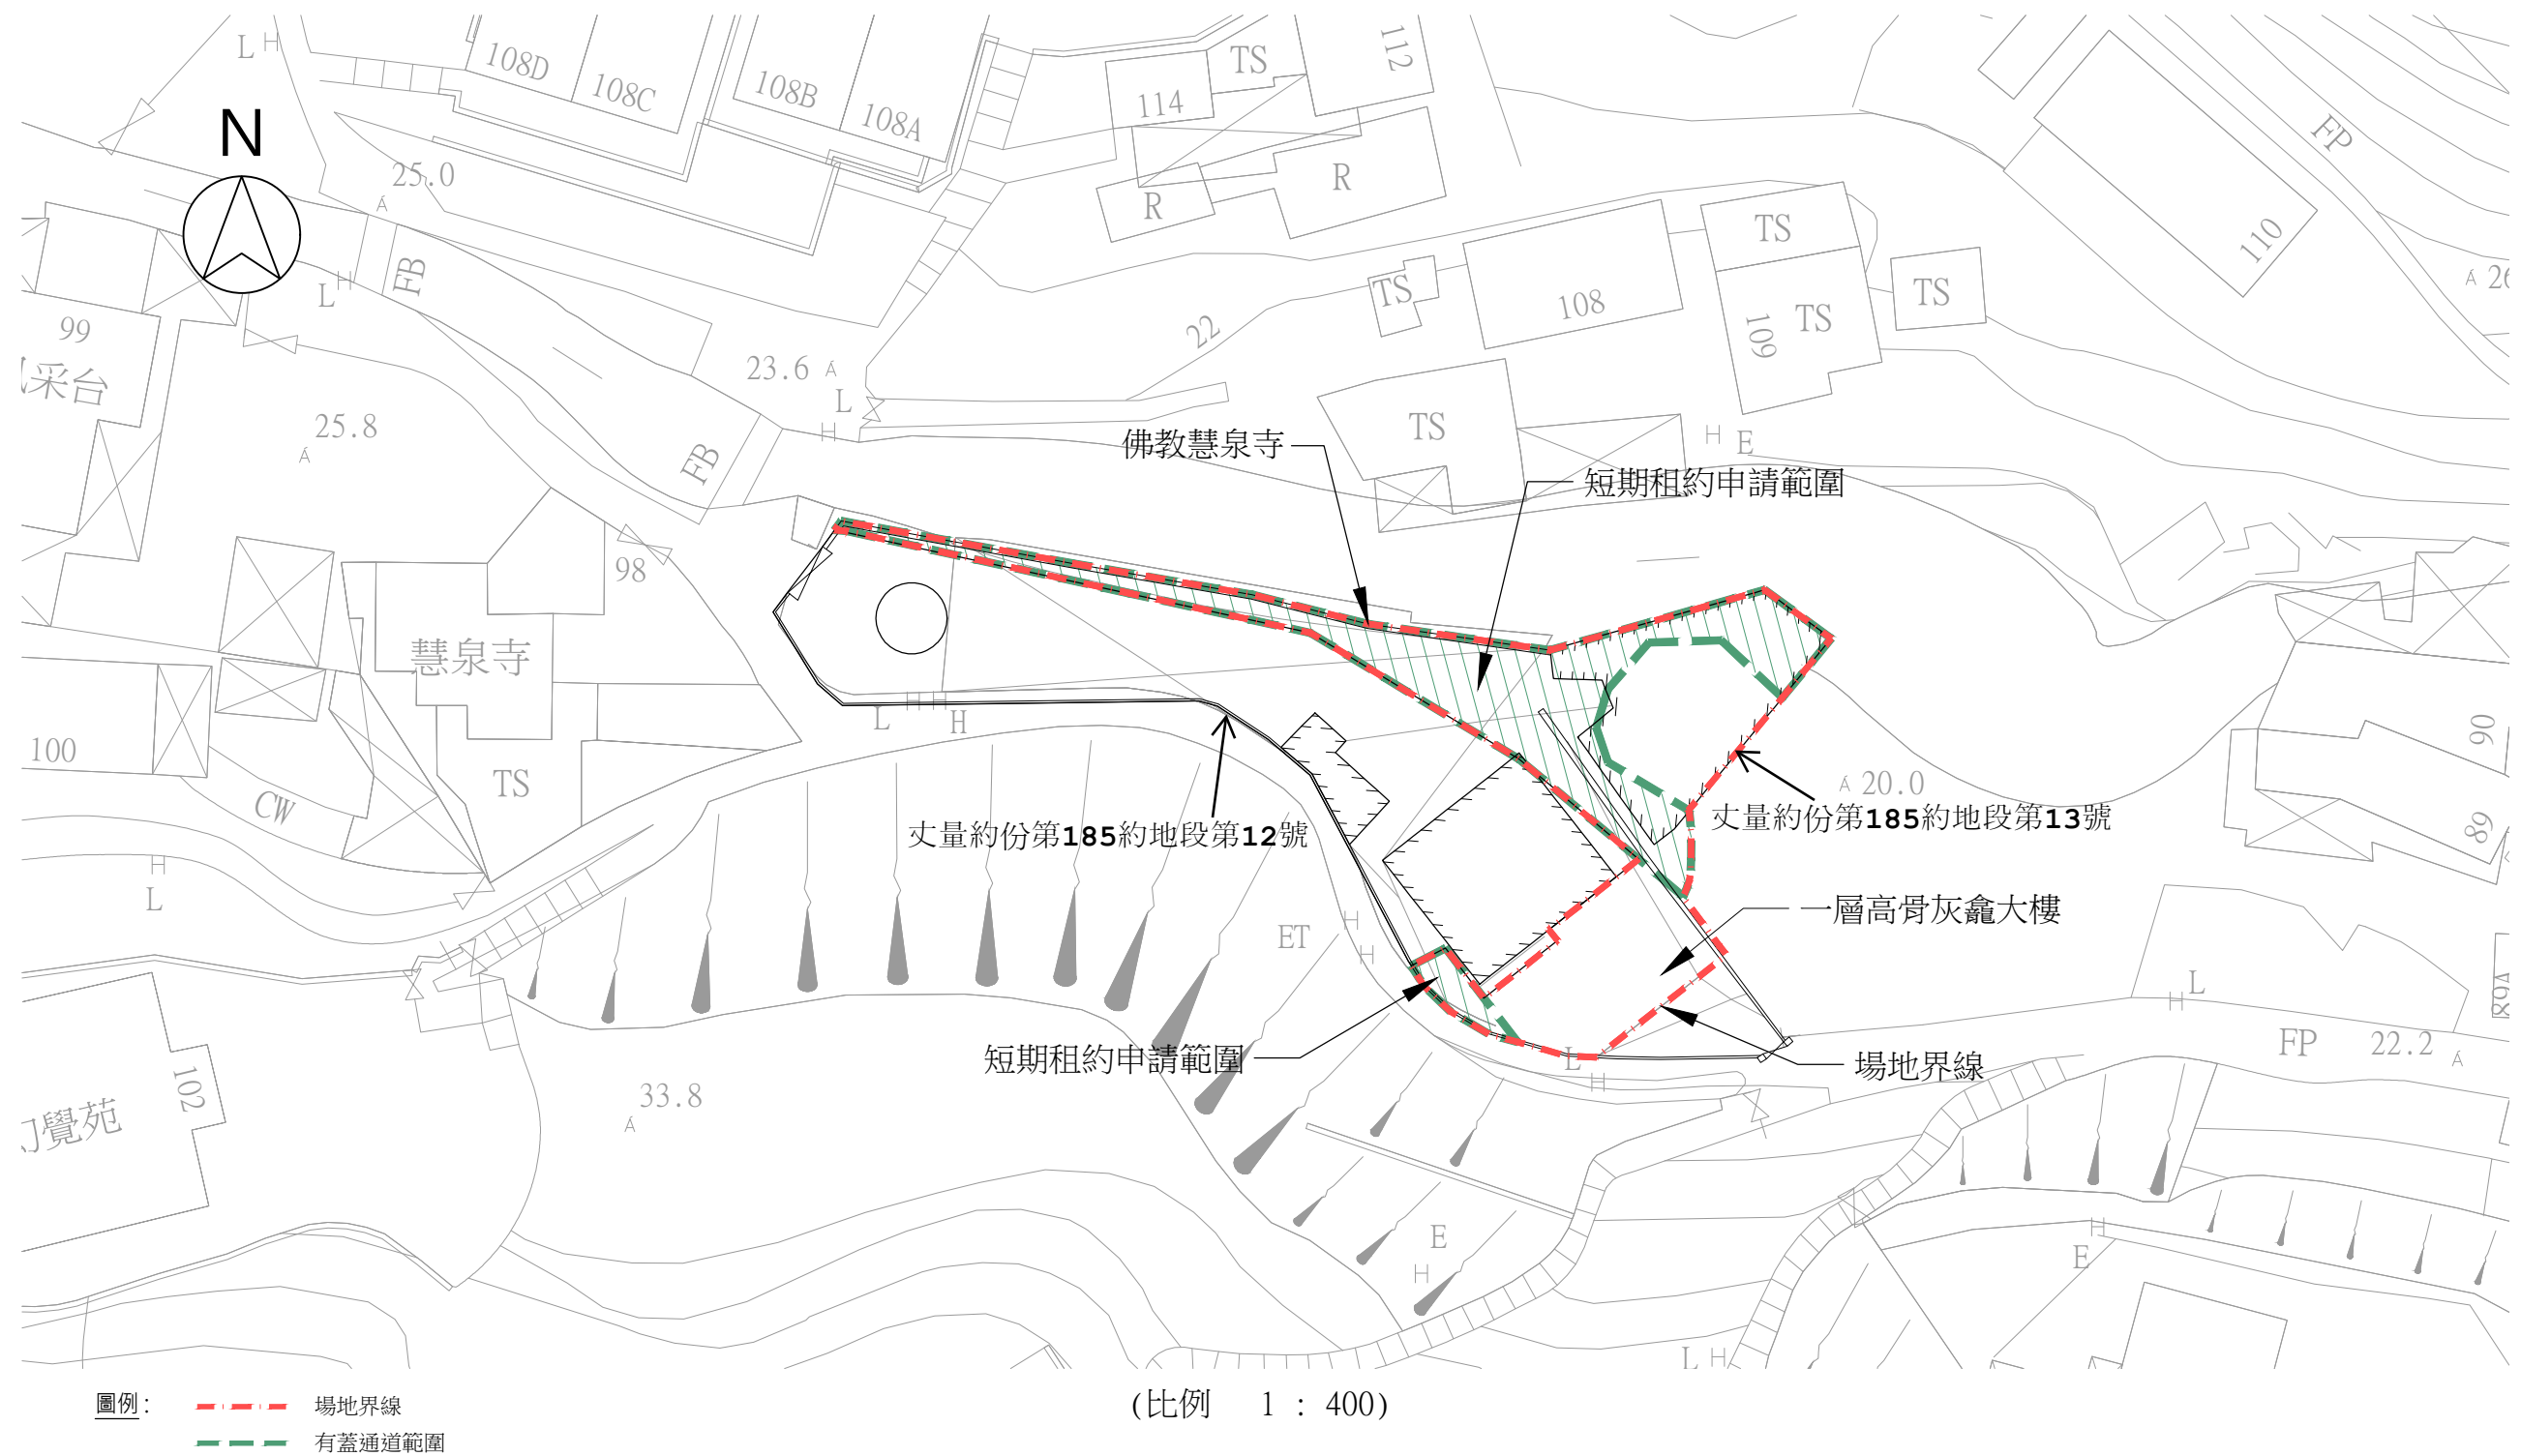 L
108D
108C
108B
108A
114
TS
112
FP
N
25.0
R
R
TS
110
FB
L
99
TS
108
109
TS
TS
26
采台
23.6
22
L
25.8
TS
佛教慧泉寺
E
FB
短期租約申請範圍
98
慧泉寺
100
L
H
90
TS
20.0
CW
丈量約份第185約地段第12號
丈量約份第185約地段第13號
89
L
ET
一層高骨灰龕大樓
L
89A
FP
22.2
短期租約申請範圍
L
場地界線
102
33.8
覺苑
E
E
L
(比例 1 : 400)
圖例:
場地界線
有蓋通道範圍